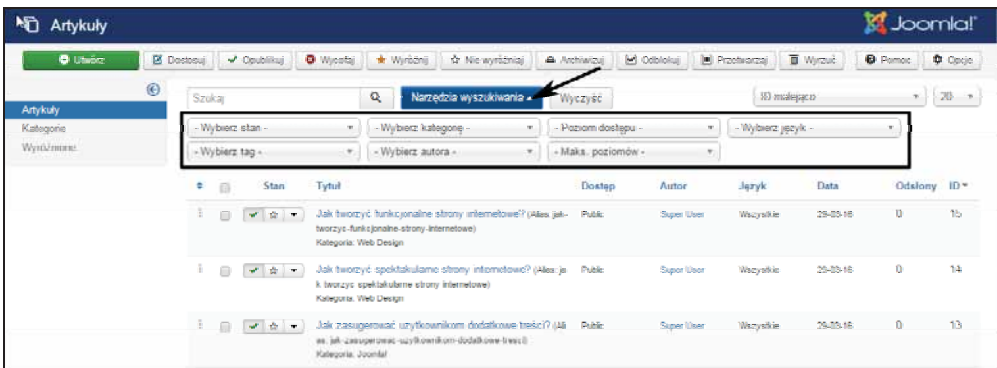 Artykuły
Joomla!
Utwórz Dostosuj Opublikuj Wycofaj Wyróżnij Nie wyróżniaj Archiwizuj Odblokuj Przetwarzaj Wyrzuć Pomoc Opcje
Szukaj Narzędzia wyszukiwania Wyczyść ID malejąco 20
Artykuły
Kategorie
Wyróżnione
- Wybierz stan - - Wybierz kategorię - - Poziom dostępu - - Wybierz język -
- Wybierz tag - - Wybierz autora - - Maks. poziomów -
Stan Tytuł Dostęp Autor Język Data Odsłony ID
Jak tworzyć funkcjonalne strony internetowe? (Alias: jak- Public Super User Wszystkie 29-03-16 0 15
tworzyc-funkcjonalne-strony-internetowe)
Kategoria: Web Design
Jak tworzyć spektakularne strony internetowe? (Alias: ja Public Super User Wszystkie 29-03-16 0 14
k-tworzyc-spektakularne-strony-internetowe)
Kategoria: Web Design
Jak zasugerować użytkownikom dodatkowe treści? (Ali Public Super User Wszystkie 29-03-16 0 13
as: jak-zasugerowac-uzytkownikom-dodatkowe-tresci)
Kategoria: Joomla!